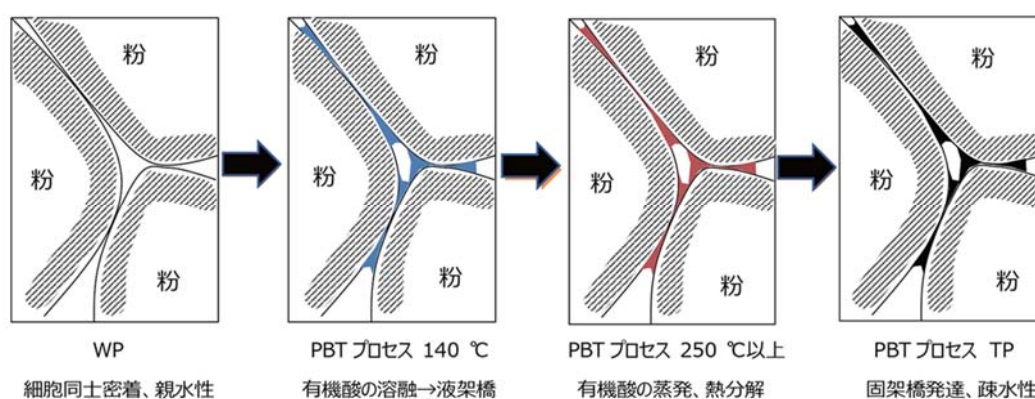 粉
粉
粉
粉
粉
粉
粉
粉
粉
粉
粉
粉
WP
PBT プロセス 140 ℃
PBT プロセス 250 ℃以上
PBT プロセス TP
細胞同士密着、親水性
有機酸の溶融→液架橋
有機酸の蒸発、熱分解
固架橋発達、疎水性